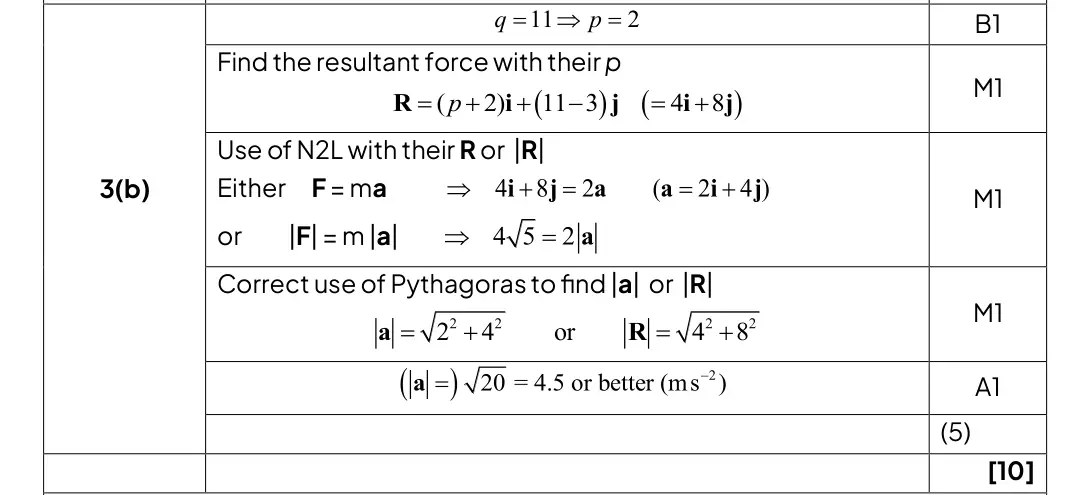 q = 11 ⇒ p = 2
B1
Find the resultant force with their p
R = (p + 2)i + (11 − 3)j (= 4i + 8j)
M1
3(b)
Use of N2L with their R or |R|
Either F = ma ⇒ 4i + 8j = 2a (a = 2i + 4j)
or |F| = m |a| ⇒ 4√5 = 2|a|
M1
Correct use of Pythagoras to find |a| or |R|
|a| = √(2² + 4²) or |R| = √(4² + 8²)
M1
(|a| =) √20 = 4.5 or better (m s⁻²)
A1
(5)
[10]